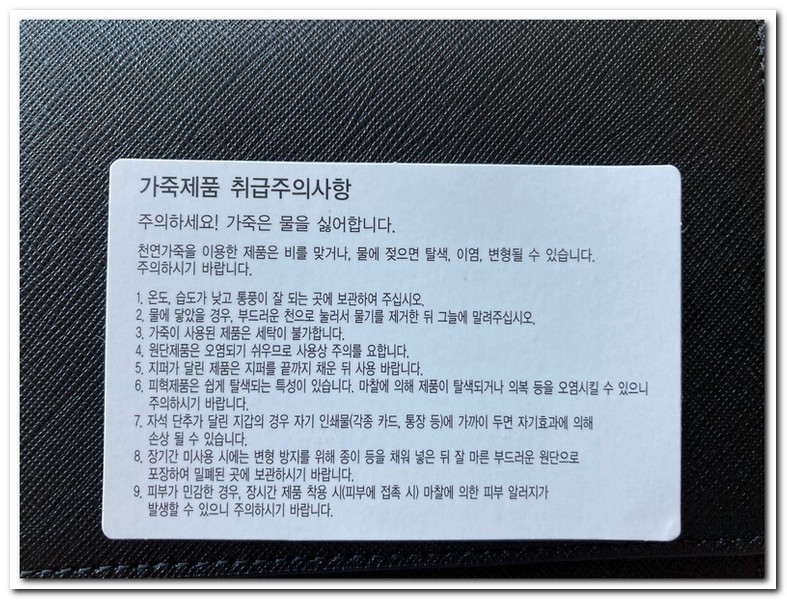 가죽제품 취급주의사항
주의하세요! 가죽은 물을 싫어합니다.
천연가죽을 이용한 제품은 비를 맞거나, 물에 젖으면 탈색, 이염, 변형될 수 있습니다.
주의하시기 바랍니다.
1. 온도, 습도가 낮고 통풍이 잘 되는 곳에 보관하여 주십시오.
2. 물에 닿았을 경우, 부드러운 천으로 눌러서 물기를 제거한 뒤 그늘에 말려주십시오.
3. 가죽이 사용된 제품은 세탁이 불가합니다.
4. 원단제품은 오염되기 쉬우므로 사용상 주의를 요합니다.
5. 지퍼가 달린 제품은 지퍼를 끝까지 채운 뒤 사용 바랍니다.
6. 피혁제품은 쉽게 탈색되는 특성이 있습니다. 마찰에 의해 제품이 탈색되거나 의복 등을 오염시킬 수 있으니
주의하시기 바랍니다.
7. 자석 단추가 달린 지갑의 경우 자기 인쇄물(각종 카드, 통장 등)에 가까이 두면 자기효과에 의해
손상 될 수 있습니다.
8. 장기간 미사용 시에는 변형 방지를 위해 종이 등을 채워 넣은 뒤 잘 마른 부드러운 원단으로
포장하여 밀폐된 곳에 보관하시기 바랍니다.
9. 피부가 민감한 경우, 장시간 제품 착용 시(피부에 접촉 시) 마찰에 의한 피부 알러지가
발생할 수 있으니 주의하시기 바랍니다.